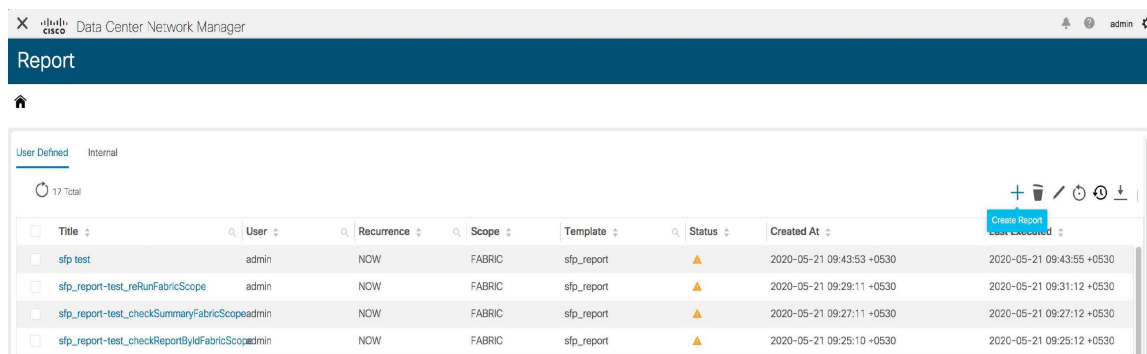 CISCO Data Center Network Manager admin
Report
User Defined Internal
17 Total
Create Report
Title User Recurrence Scope Template Status Created At Last Executed
sfp test admin NOW FABRIC sfp_report 2020-05-21 09:43:53 +0530 2020-05-21 09:43:55 +0530
sfp_report-test_reRunFabricScope admin NOW FABRIC sfp_report 2020-05-21 09:29:11 +0530 2020-05-21 09:31:12 +0530
sfp_report-test_checkSummaryFabricScope admin NOW FABRIC sfp_report 2020-05-21 09:27:11 +0530 2020-05-21 09:27:12 +0530
sfp_report-test_checkReportByIdFabricScope admin NOW FABRIC sfp_report 2020-05-21 09:25:10 +0530 2020-05-21 09:25:12 +0530